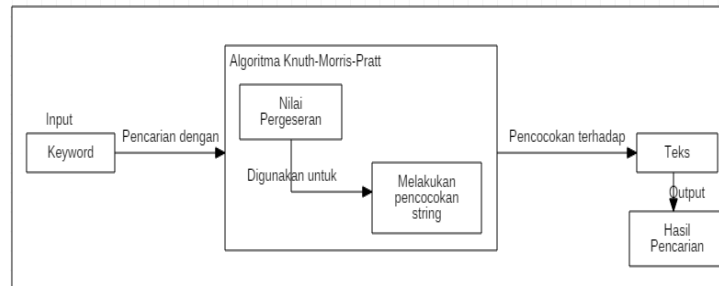 Algoritma Knuth-Morris-Pratt
Nilai
Pergeseran
Input
Keyword
Pencarian dengan
Digunakan untuk
Melakukan
pencocokan
string
Pencocokan terhadap
Teks
Output
Hasil
Pencarian